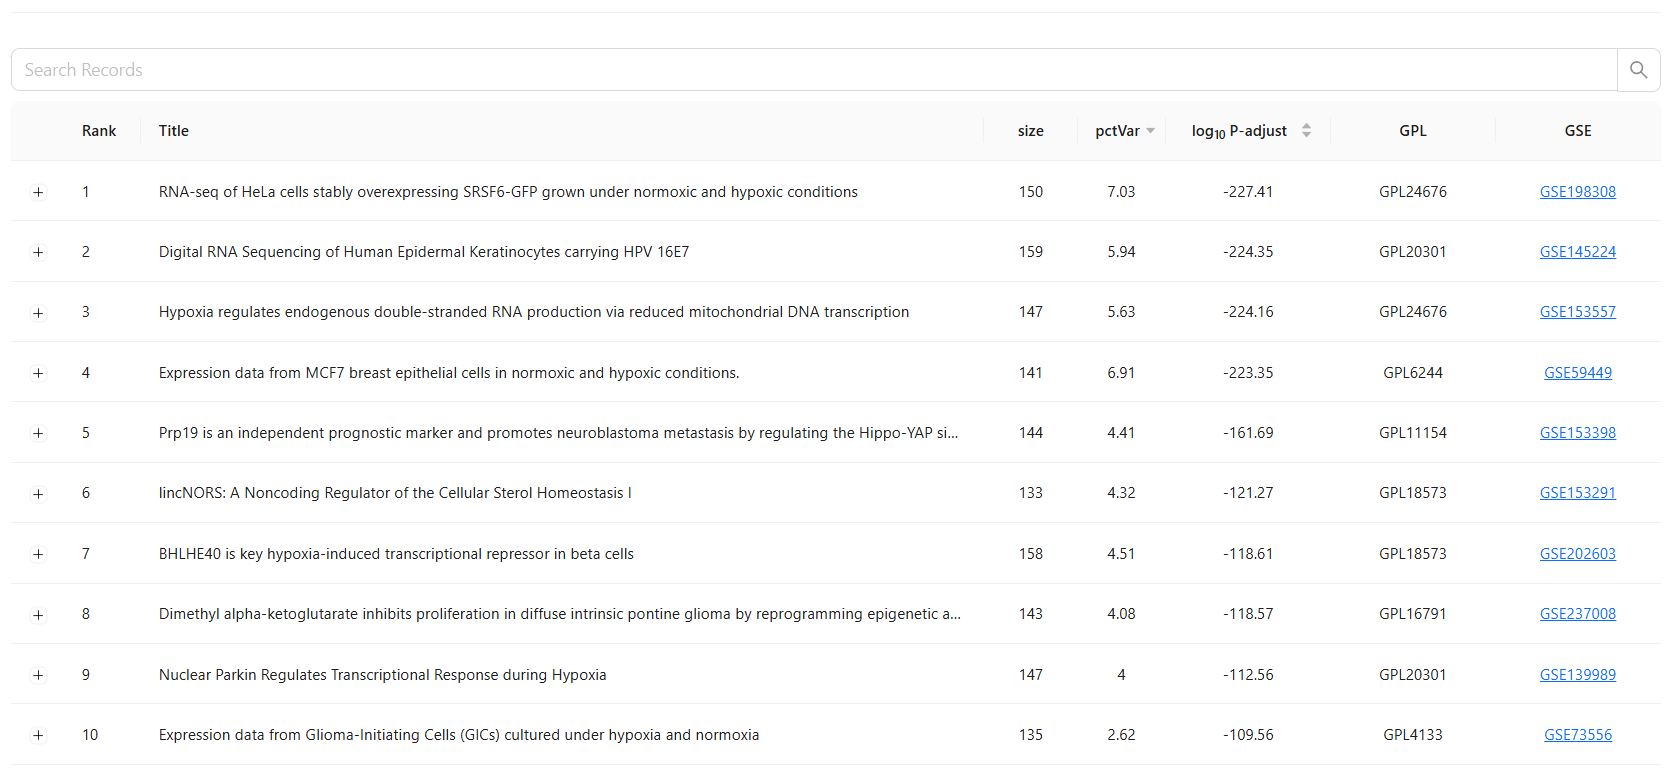 Search Records
Rank Title size pctVar log10 P-adjust GPL GSE
1 RNA-seq of HeLa cells stably overexpressing SRSF6-GFP grown under normoxic and hypoxic conditions 150 7.03 -227.41 GPL24676 GSE198308
2 Digital RNA Sequencing of Human Epidermal Keratinocytes carrying HPV 16E7 159 5.94 -224.35 GPL20301 GSE145224
3 Hypoxia regulates endogenous double-stranded RNA production via reduced mitochondrial DNA transcription 147 5.63 -224.16 GPL24676 GSE153557
4 Expression data from MCF7 breast epithelial cells in normoxic and hypoxic conditions. 141 6.91 -223.35 GPL6244 GSE59449
5 Prp19 is an independent prognostic marker and promotes neuroblastoma metastasis by regulating the Hippo-YAP si... 144 4.41 -161.69 GPL11154 GSE153398
6 lincNORS: A Noncoding Regulator of the Cellular Sterol Homeostasis I 133 4.32 -121.27 GPL18573 GSE153291
7 BHLHE40 is key hypoxia-induced transcriptional repressor in beta cells 158 4.51 -118.61 GPL18573 GSE202603
8 Dimethyl alpha-ketoglutarate inhibits proliferation in diffuse intrinsic pontine glioma by reprogramming epigenetic a... 143 4.08 -118.57 GPL16791 GSE237008
9 Nuclear Parkin Regulates Transcriptional Response during Hypoxia 147 4 -112.56 GPL20301 GSE139989
10 Expression data from Glioma-Initiating Cells (GICs) cultured under hypoxia and normoxia 135 2.62 -109.56 GPL4133 GSE73556